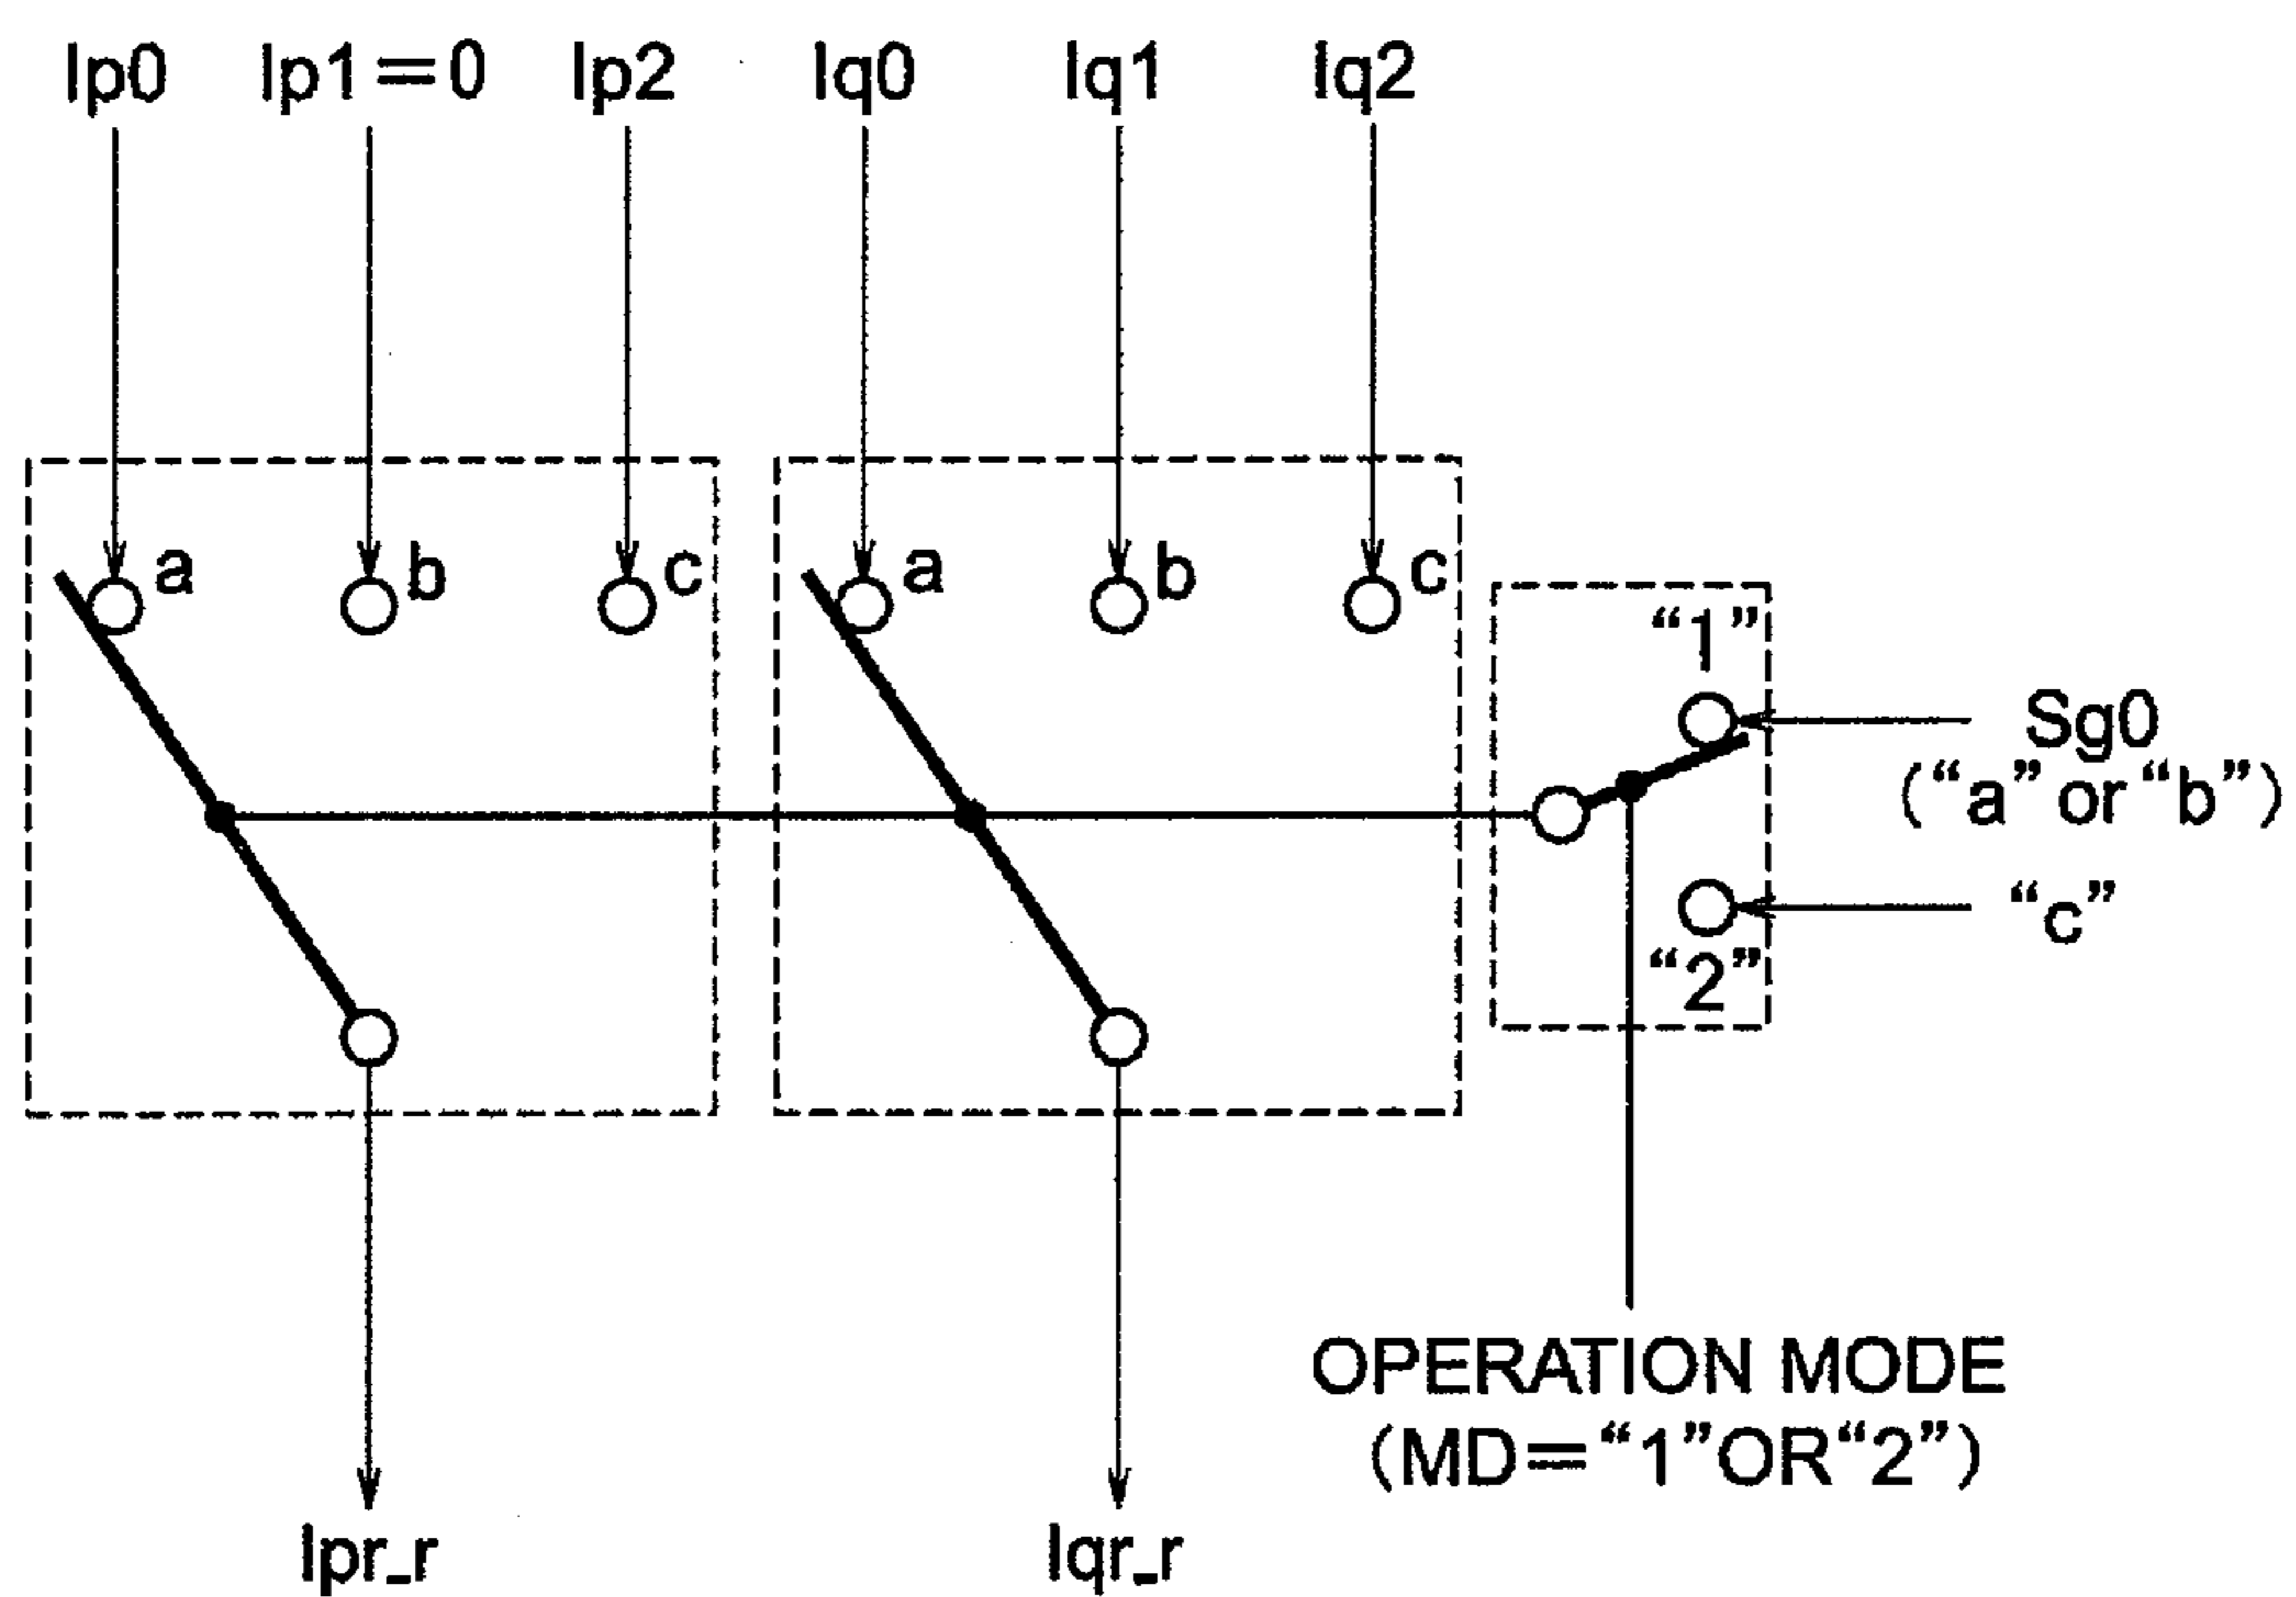 Ip0 Ip1=0 Ip2 Iq0 Iq1 Iq2
a b c a b c
“1”
Sg0
(“a” or “b”)
“c”
“2”
OPERATION MODE
(MD=“1”OR“2”)
Ipr_r Iqr_r